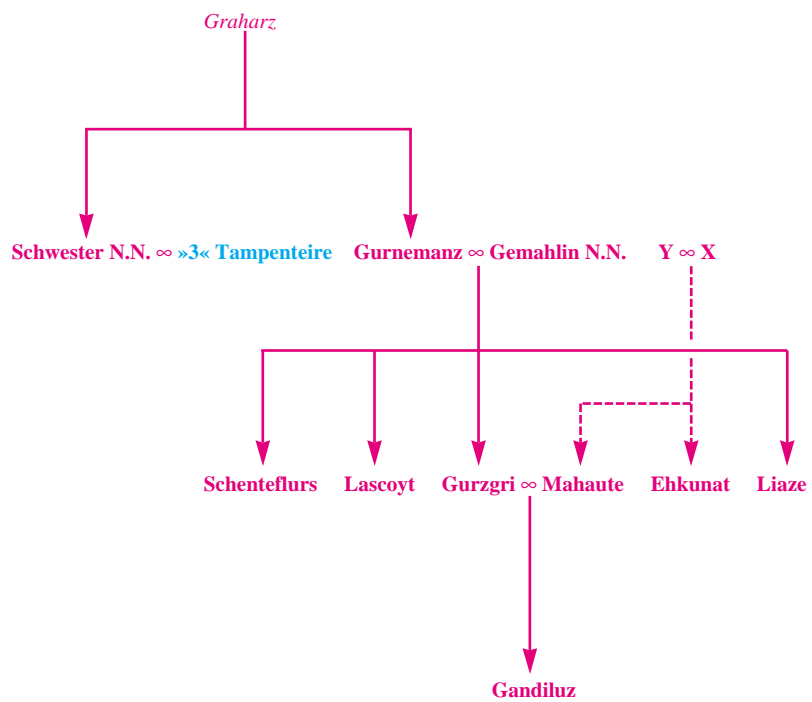 Graharz
Schwester N.N. ∞ »3« Tampenteire Gurnemanz ∞ Gemahlin N.N. Y ∞ X
Schenteflurs Lascoyt Gurzgri ∞ Mahaute Ehkunat Liaze
Gandiluz